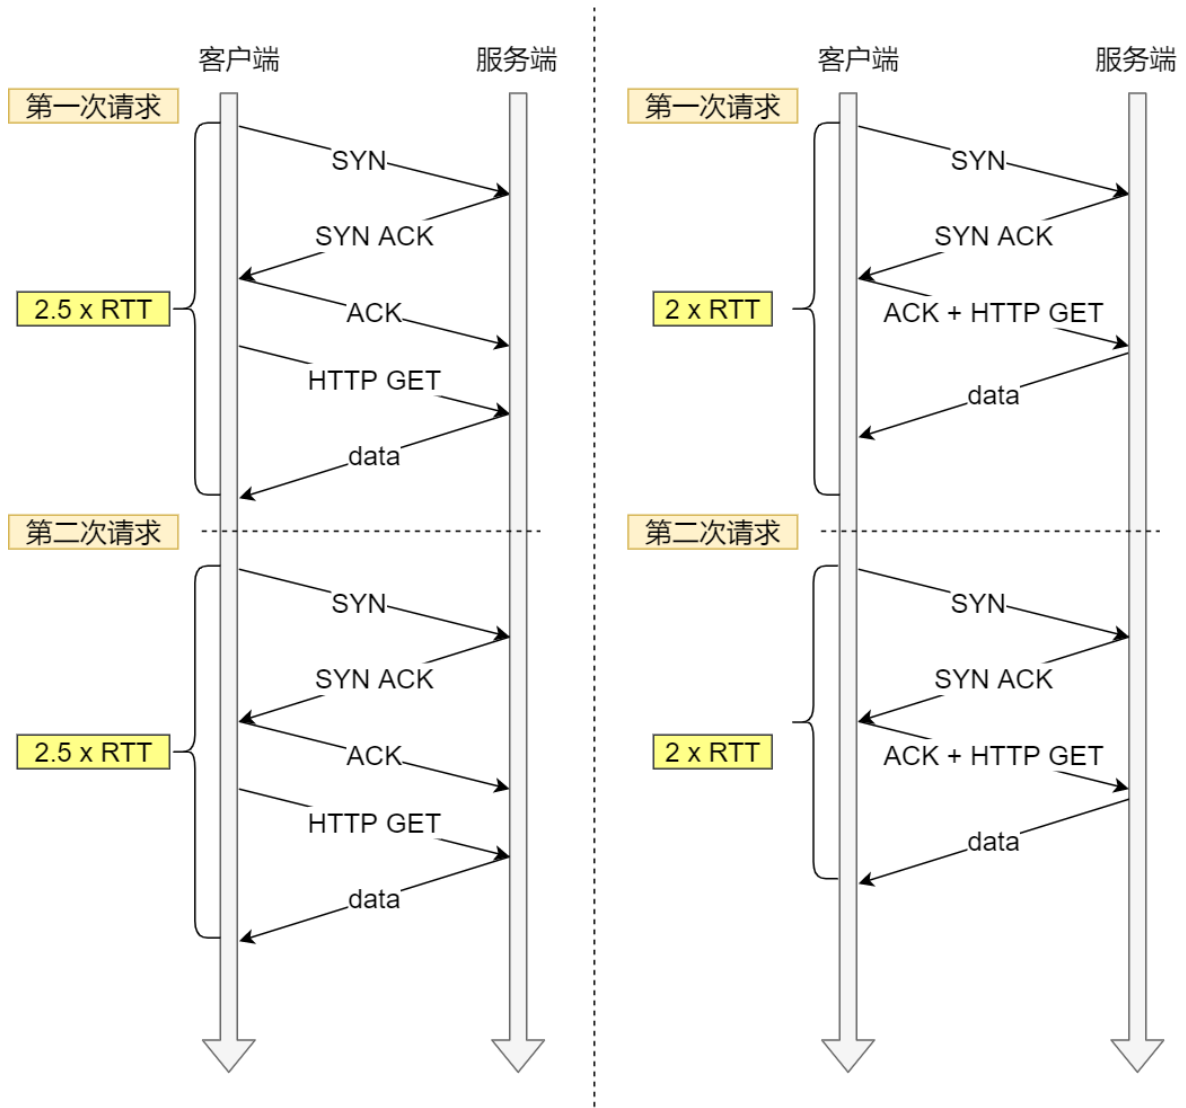 客户端
服务端
第一次请求
SYN
SYN ACK
2.5 x RTT
ACK
HTTP GET
data
第二次请求
SYN
SYN ACK
2.5 x RTT
ACK
HTTP GET
data
客户端
服务端
第一次请求
SYN
SYN ACK
2 x RTT
ACK + HTTP GET
data
第二次请求
SYN
SYN ACK
2 x RTT
ACK + HTTP GET
data